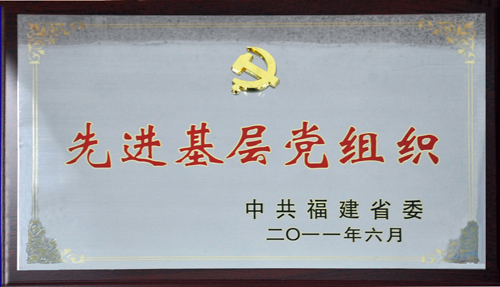 先进基层党组织
中共福建省委
二〇一一年六月